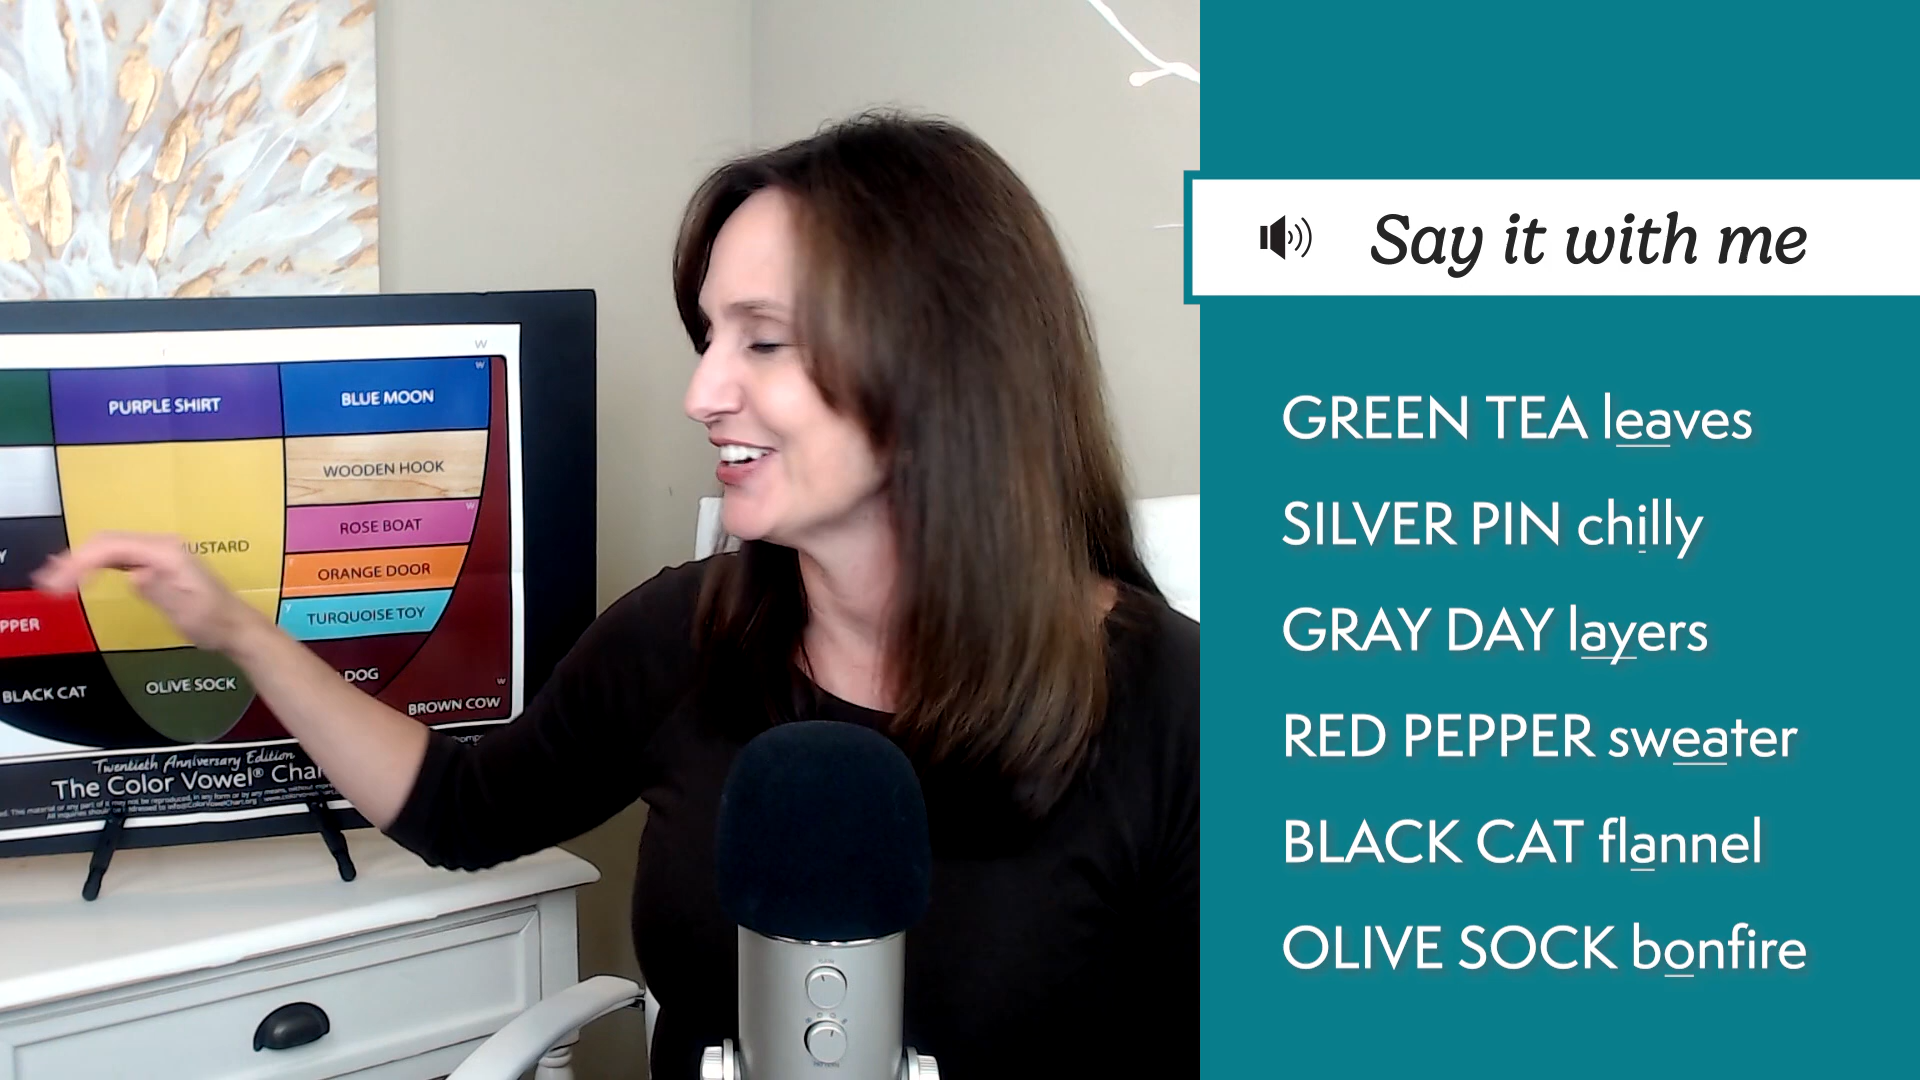 W
W
PURPLE SHIRT
BLUE MOON
WOODEN HOOK
W
ROSE BOAT
Y
MUSTARD
ORANGE DOOR
PPER
y
TURQUOISE TOY
BLACK CAT
OLIVE SOCK
DOG
W
BROWN COW
Twentieth Anniversary Edition
The Color Vowel® Char
Say it with me
GREEN TEA leaves
SILVER PIN chilly
GRAY DAY layers
RED PEPPER sweater
BLACK CAT flannel
OLIVE SOCK bonfire